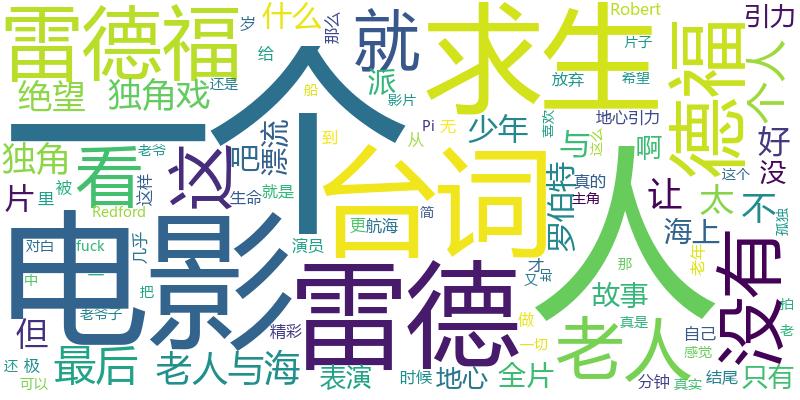 雷德福
岁
什么
那么
就
求生
Robert
引力
绝望
独角戏
给
还是
一个
船
派
影片
片子
放弃
希望
德福
个人
独角
看
这
老爷
巴
漂流
到
Pi
无
从
少年
地心引力
与
喜欢
这么
啊
好
没
片
里
被
这样
生命
就是
台词
人
罗伯特
真的
主角
让
太
这个
不
孤独
Redford
电影
对白
fuck
几乎
演员
更
航海
简
海上
没有
中
一
老爷子
把
雷德
才
却
又
那
故事
老年
但
精彩
做
真是
自己
拍
老
还
极
可以
最后
老人与海
表演
时候
地心
全片
一切
老人
分钟
感觉
真实
结尾
只有